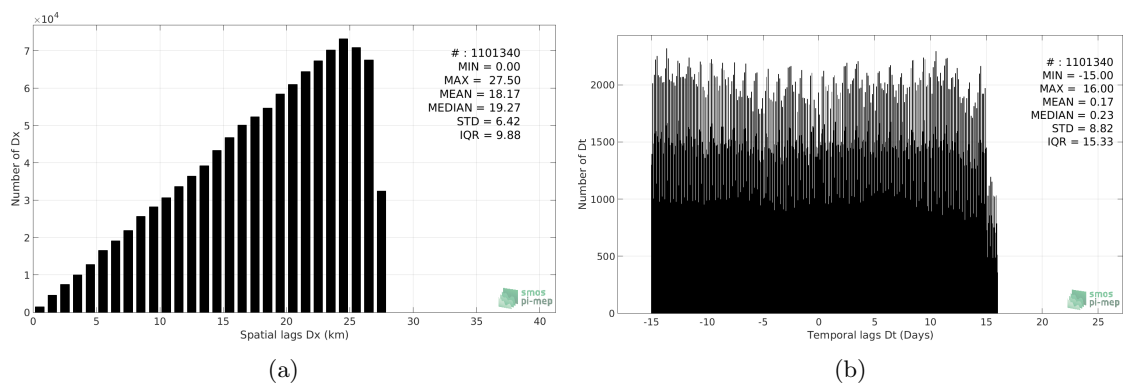 ×10⁴
7
6
5
4
3
2
1
0
Number of Dx
# : 1101340
MIN = 0.00
MAX = 27.50
MEAN = 18.17
MEDIAN = 19.27
STD = 6.42
IQR = 9.88
smos
pi-mep
0 5 10 15 20 25 30 35 40
Spatial lags Dx (km)
(a)
2000
1500
1000
500
0
Number of Dt
# : 1101340
MIN = -15.00
MAX = 16.00
MEAN = 0.17
MEDIAN = 0.23
STD = 8.82
IQR = 15.33
smos
pi-mep
-15 -10 -5 0 5 10 15 20 25
Temporal lags Dt (Days)
(b)